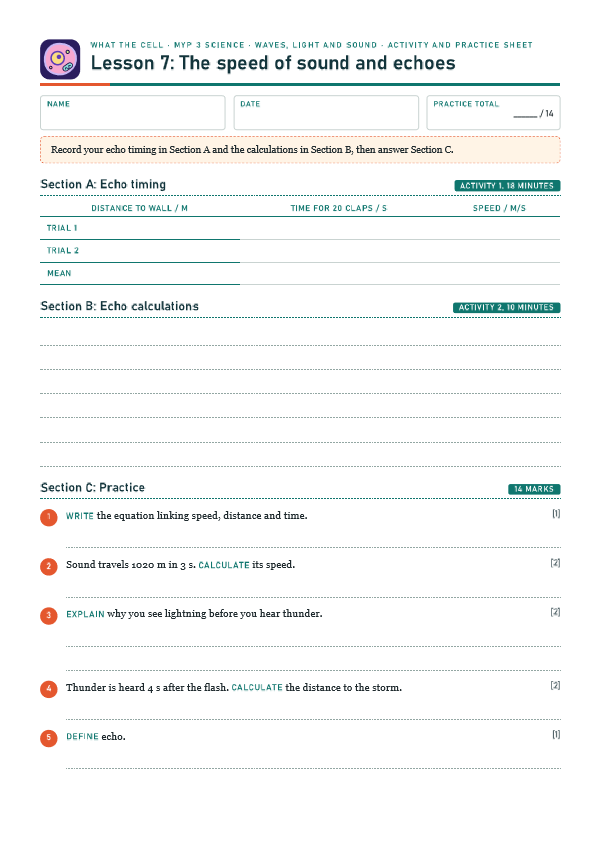 WHAT THE CELL · MYP 3 SCIENCE · WAVES, LIGHT AND SOUND · ACTIVITY AND PRACTICE SHEET
Lesson 7: The speed of sound and echoes
NAME
DATE
PRACTICE TOTAL
_____ / 14
Record your echo timing in Section A and the calculations in Section B, then answer Section C.
Section A: Echo timing
ACTIVITY 1, 18 MINUTES
DISTANCE TO WALL / M TIME FOR 20 CLAPS / S SPEED / M/S
TRIAL 1
TRIAL 2
MEAN
Section B: Echo calculations
ACTIVITY 2, 10 MINUTES
Section C: Practice
14 MARKS
1 WRITE the equation linking speed, distance and time. [1]
2 Sound travels 1020 m in 3 s. CALCULATE its speed. [2]
3 EXPLAIN why you see lightning before you hear thunder. [2]
4 Thunder is heard 4 s after the flash. CALCULATE the distance to the storm. [2]
5 DEFINE echo. [1]